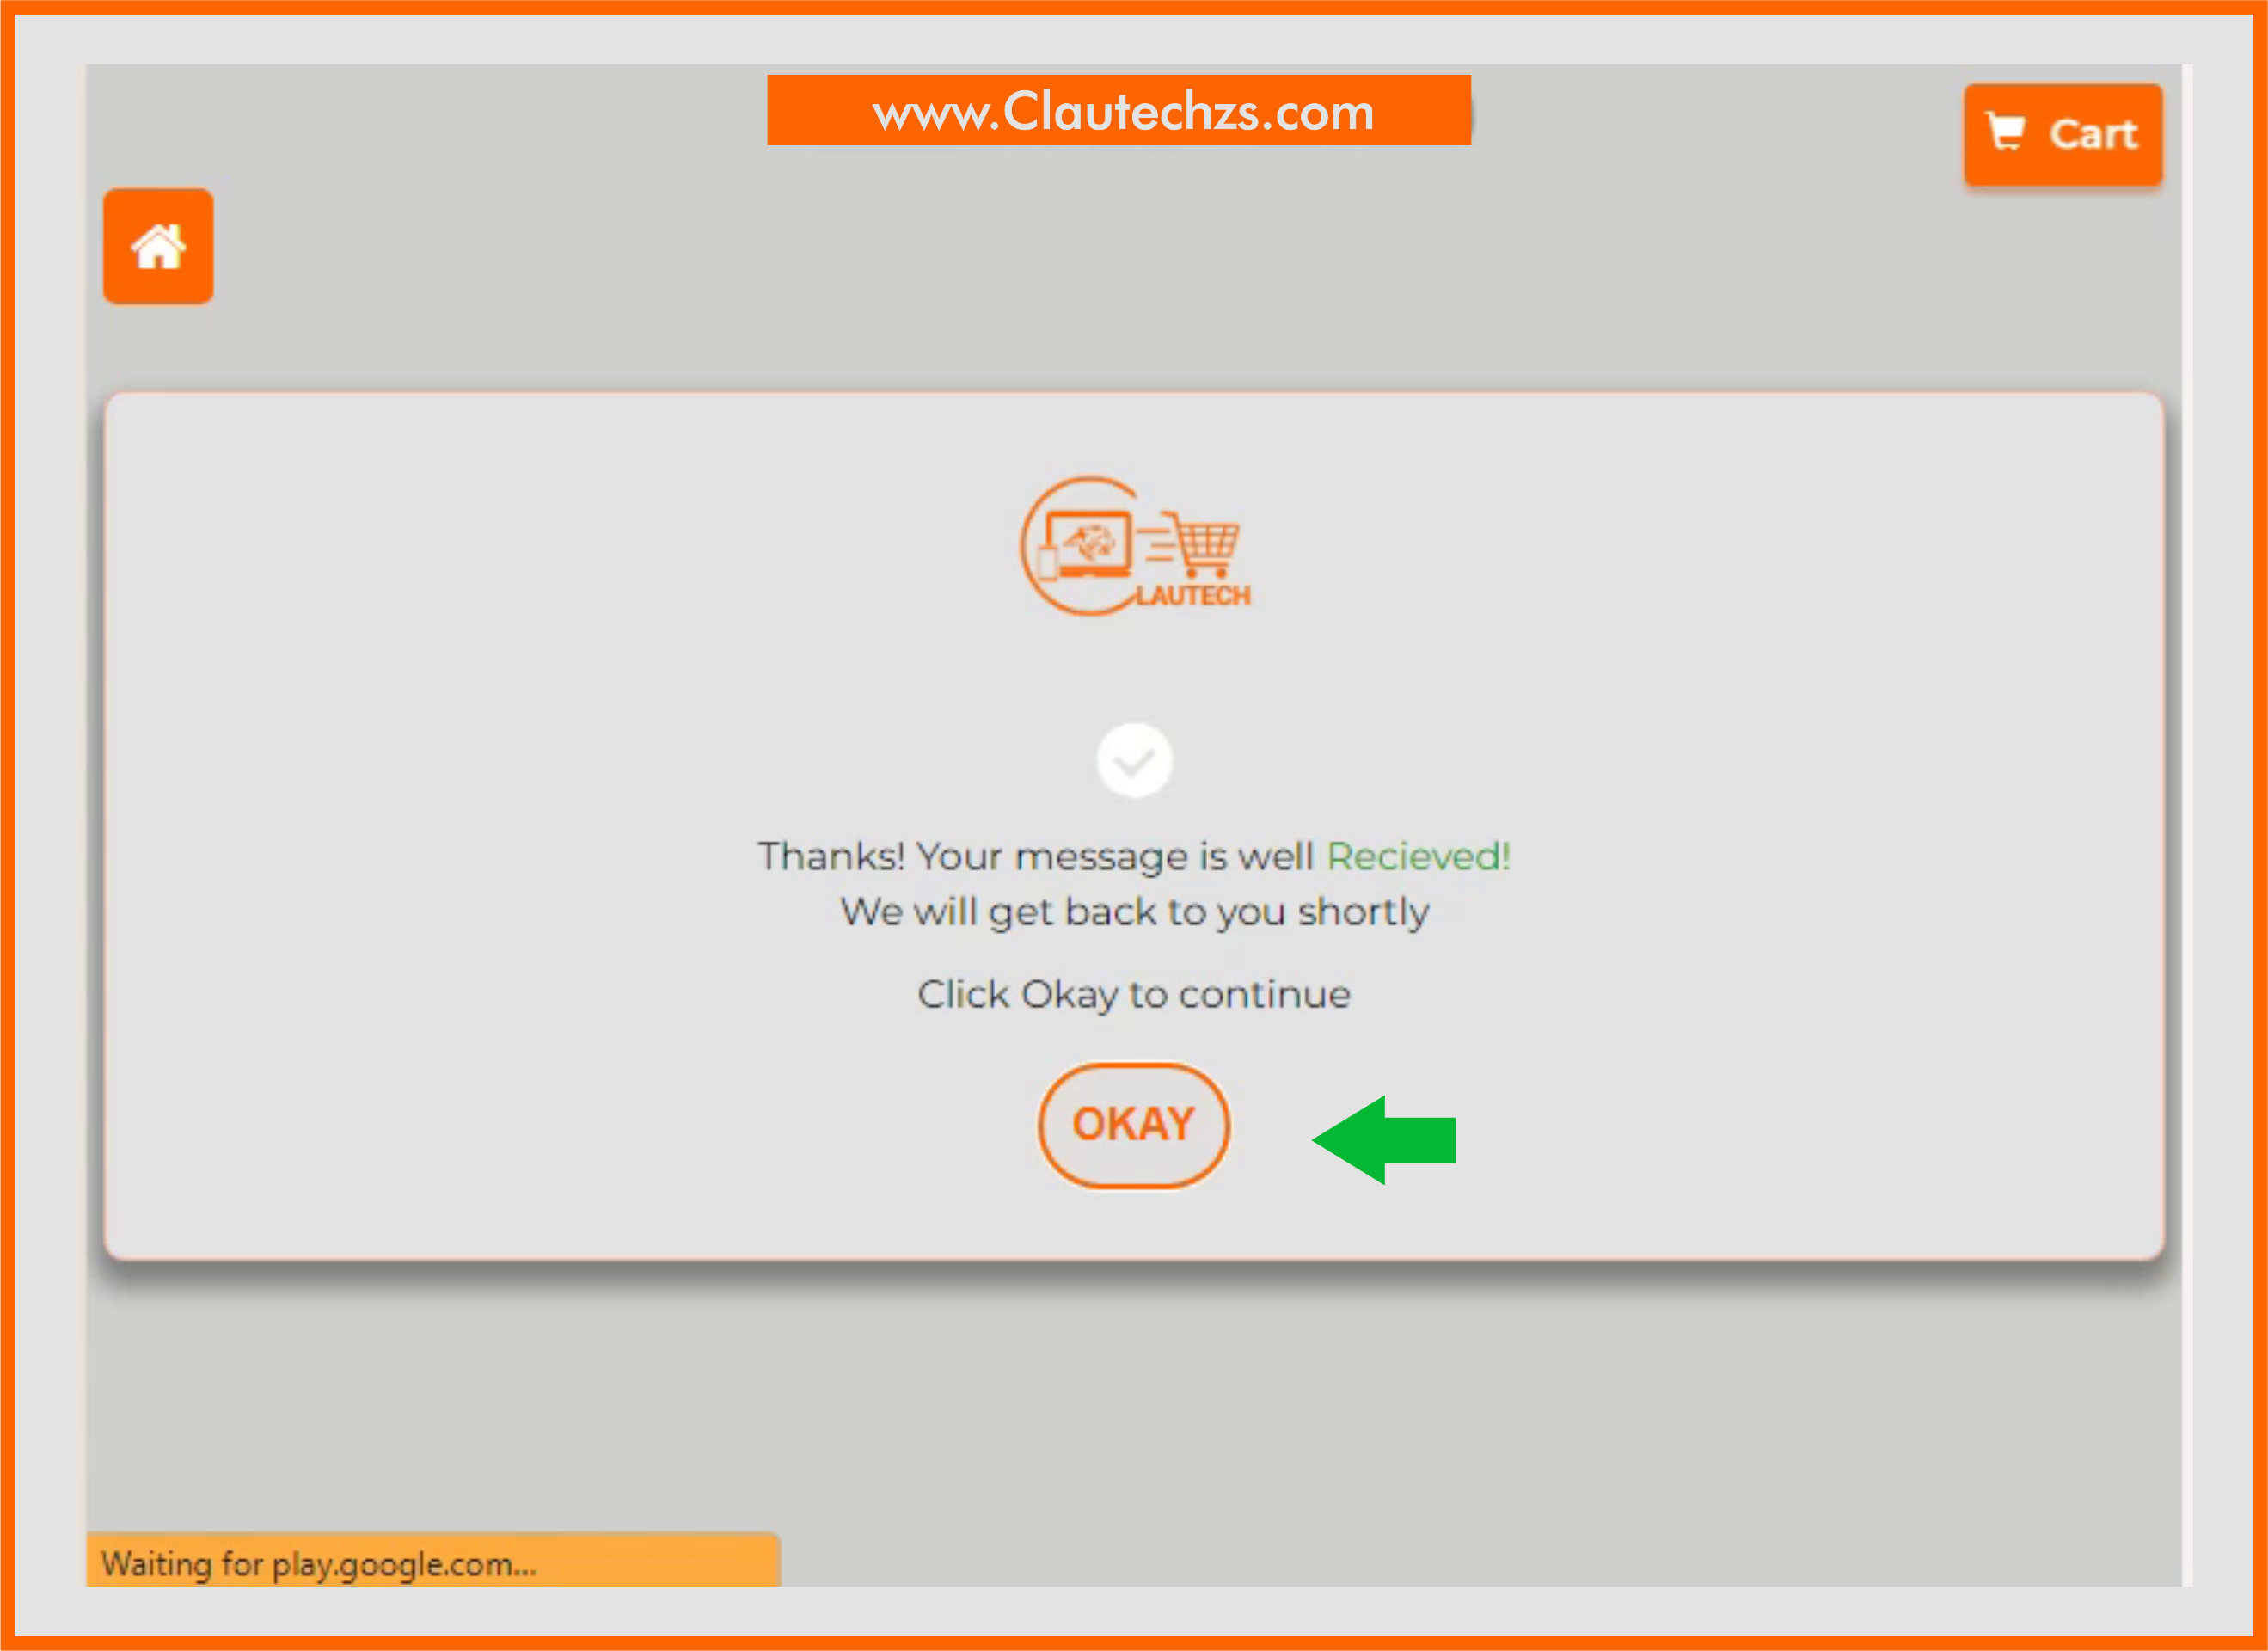 www.Clautechzs.com
Cart
LAUTECH
Thanks! Your message is well Recieved!
We will get back to you shortly
Click Okay to continue
OKAY
Waiting for play.google.com...